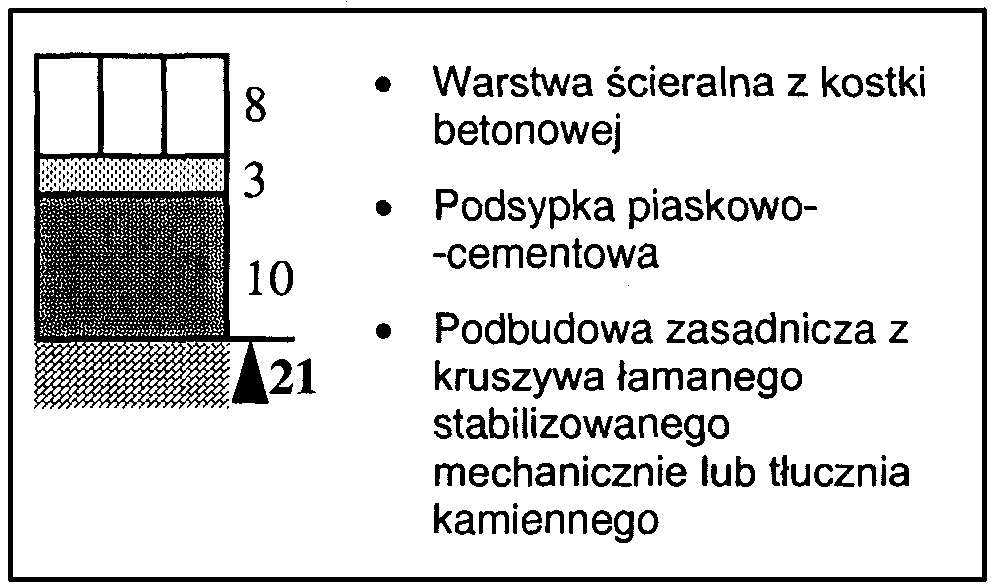 8
3
10
21
• Warstwa ścieralna z kostki
betonowej
• Podsypka piaskowo-
-cementowa
• Podbudowa zasadnicza z
kruszywa łamanego
stabilizowanego
mechanicznie lub tłucznia
kamiennego